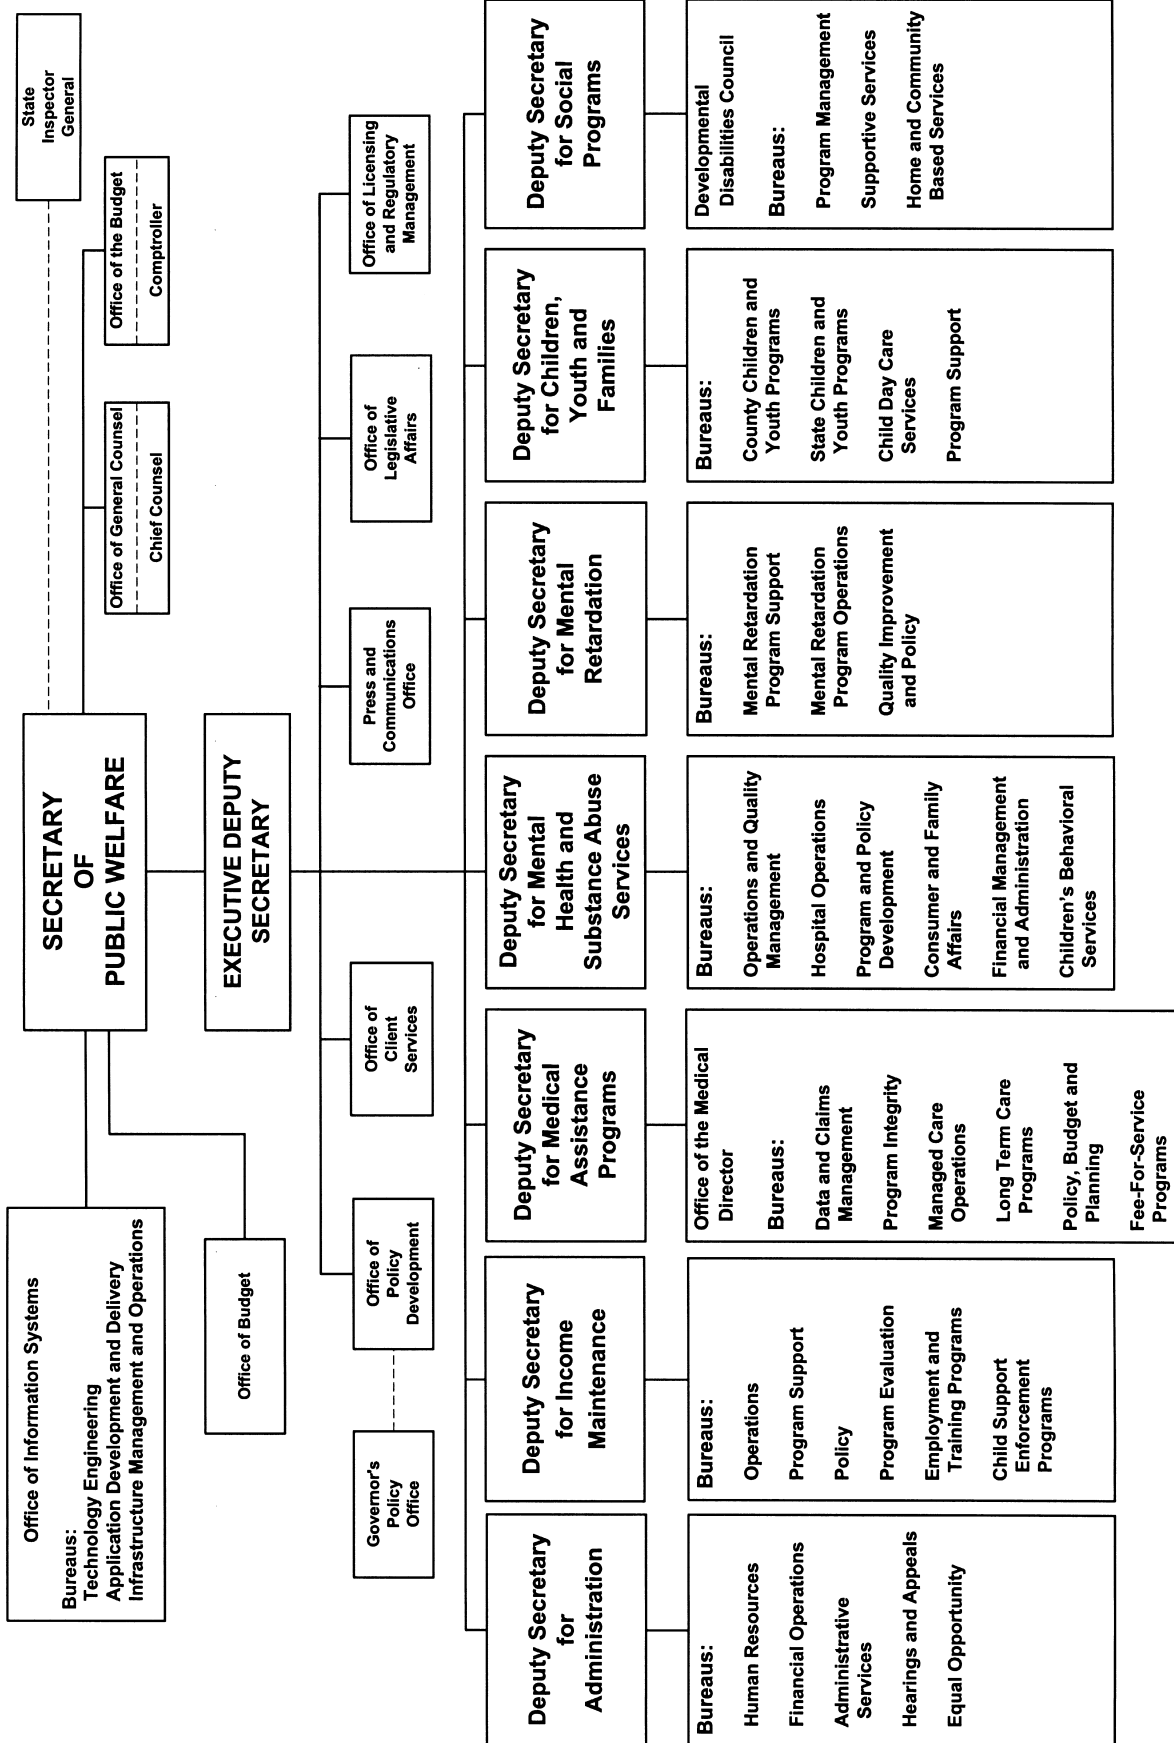 Office of Information Systems
Bureaus:
Technology Engineering
Application Development and Delivery
Infrastructure Management and Operations
SECRETARY
OF
PUBLIC WELFARE
State
Inspector
General
Office of General Counsel
Chief Counsel
Office of the Budget
Comptroller
Office of Budget
EXECUTIVE DEPUTY
SECRETARY
Governor's
Policy
Office
Office of
Policy
Development
Office of
Client
Services
Press and
Communications
Office
Office of
Legislative
Affairs
Office of Licensing
and Regulatory
Management
Deputy Secretary
for
Administration
Bureaus:
Human Resources
Financial Operations
Administrative
Services
Hearings and Appeals
Equal Opportunity
Deputy Secretary
for Income
Maintenance
Bureaus:
Operations
Program Support
Policy
Program Evaluation
Employment and
Training Programs
Child Support
Enforcement
Programs
Deputy Secretary
for Medical
Assistance
Programs
Office of the Medical
Director
Bureaus:
Data and Claims
Management
Program Integrity
Managed Care
Operations
Long Term Care
Programs
Policy, Budget and
Planning
Fee-For-Service
Programs
Deputy Secretary
for Mental
Health and
Substance Abuse
Services
Bureaus:
Operations and Quality
Management
Hospital Operations
Program and Policy
Development
Consumer and Family
Affairs
Financial Management
and Administration
Children's Behavioral
Services
Deputy Secretary
for Mental
Retardation
Bureaus:
Mental Retardation
Program Support
Mental Retardation
Program Operations
Quality Improvement
and Policy
Deputy Secretary
for Children,
Youth and
Families
Bureaus:
County Children and
Youth Programs
State Children and
Youth Programs
Child Day Care
Services
Program Support
Deputy Secretary
for Social
Programs
Developmental
Disabilities Council
Bureaus:
Program Management
Supportive Services
Home and Community
Based Services